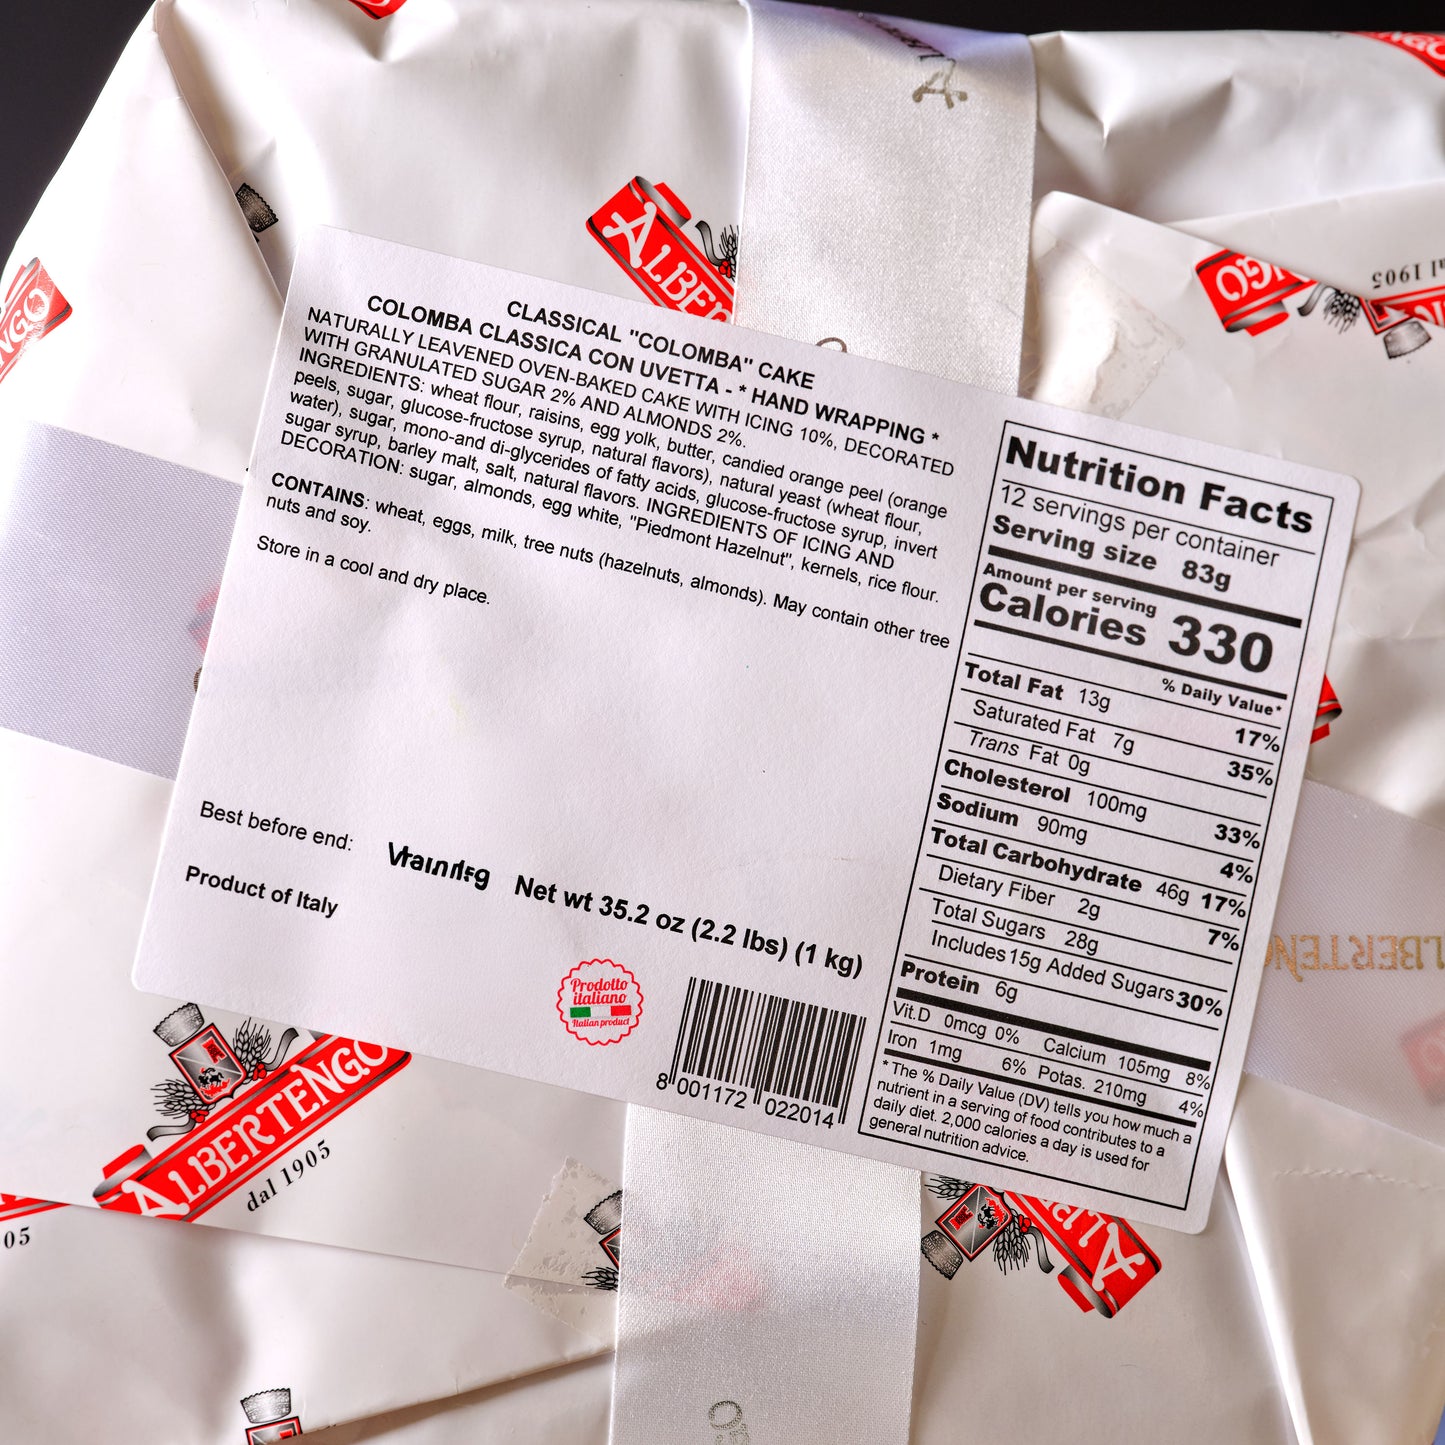 CLASSICAL "COLOMBA" CAKE
COLOMBA CLASSICA CON UVETTA - * HAND WRAPPING *
NATURALLY LEAVENED OVEN-BAKED CAKE WITH ICING 10%, DECORATED
WITH GRANULATED SUGAR 2% AND ALMONDS 2%.
INGREDIENTS: wheat flour, raisins, egg yolk, butter, candied orange peel (orange
peels, sugar, glucose-fructose syrup, natural flavors), natural yeast (wheat flour,
water), sugar, mono-and di-glycerides of fatty acids, glucose-fructose syrup, invert
sugar syrup, barley malt, salt, natural flavors. INGREDIENTS OF ICING AND
DECORATION: sugar, almonds, egg white, "Piedmont Hazelnut", kernels, rice flour.
CONTAINS: wheat, eggs, milk, tree nuts (hazelnuts, almonds). May contain other tree
nuts and soy.
Store in a cool and dry place.
Best before end:
Product of Italy
Net wt 35.2 oz (2.2 lbs) (1 kg)
Prodotto
italiano
Italian product
8 001172 022014
Nutrition Facts
12 servings per container
Serving size 83g
Amount per serving
Calories 330
% Daily Value*
Total Fat 13g 17%
Saturated Fat 7g 35%
Trans Fat 0g
Cholesterol 100mg 33%
Sodium 90mg 4%
Total Carbohydrate 46g 17%
Dietary Fiber 2g 7%
Total Sugars 28g
Includes 15g Added Sugars 30%
Protein 6g
Vit.D 0mcg 0% Calcium 105mg 8%
Iron 1mg 6% Potas. 210mg 4%
* The % Daily Value (DV) tells you how much a
nutrient in a serving of food contributes to a
daily diet. 2,000 calories a day is used for
general nutrition advice.
ALBERTENGO
dal 1905